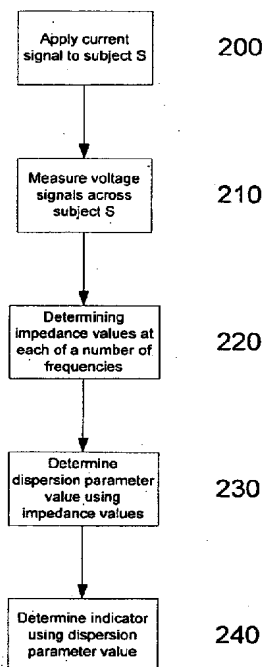 Apply current
signal to subject S
200
Measure voltage
signals across
subject S
210
Determining
impedance values at
each of a number of
frequencies
220
Determine
dispersion parameter
value using
impedance values
230
Determine indicator
using dispersion
parameter value
240